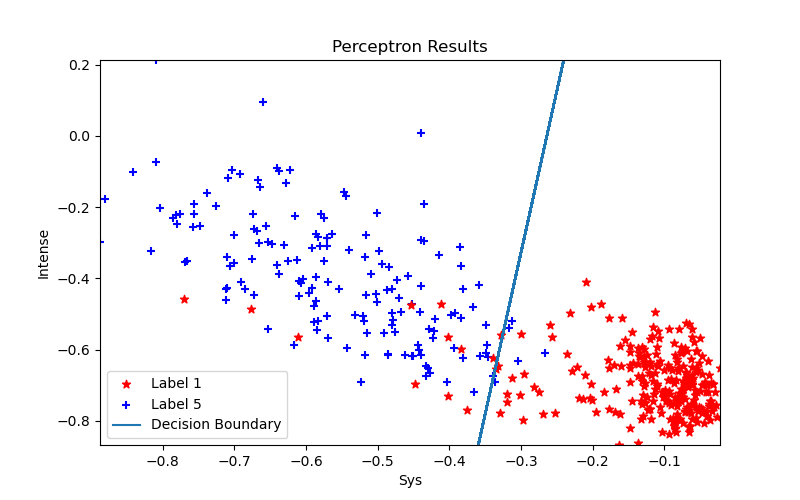 Perceptron Results
0.2
0.0
−0.2
−0.4
−0.6
−0.8
Intense
Label 1
Label 5
Decision Boundary
−0.8 −0.7 −0.6 −0.5 −0.4 −0.3 −0.2 −0.1
Sys